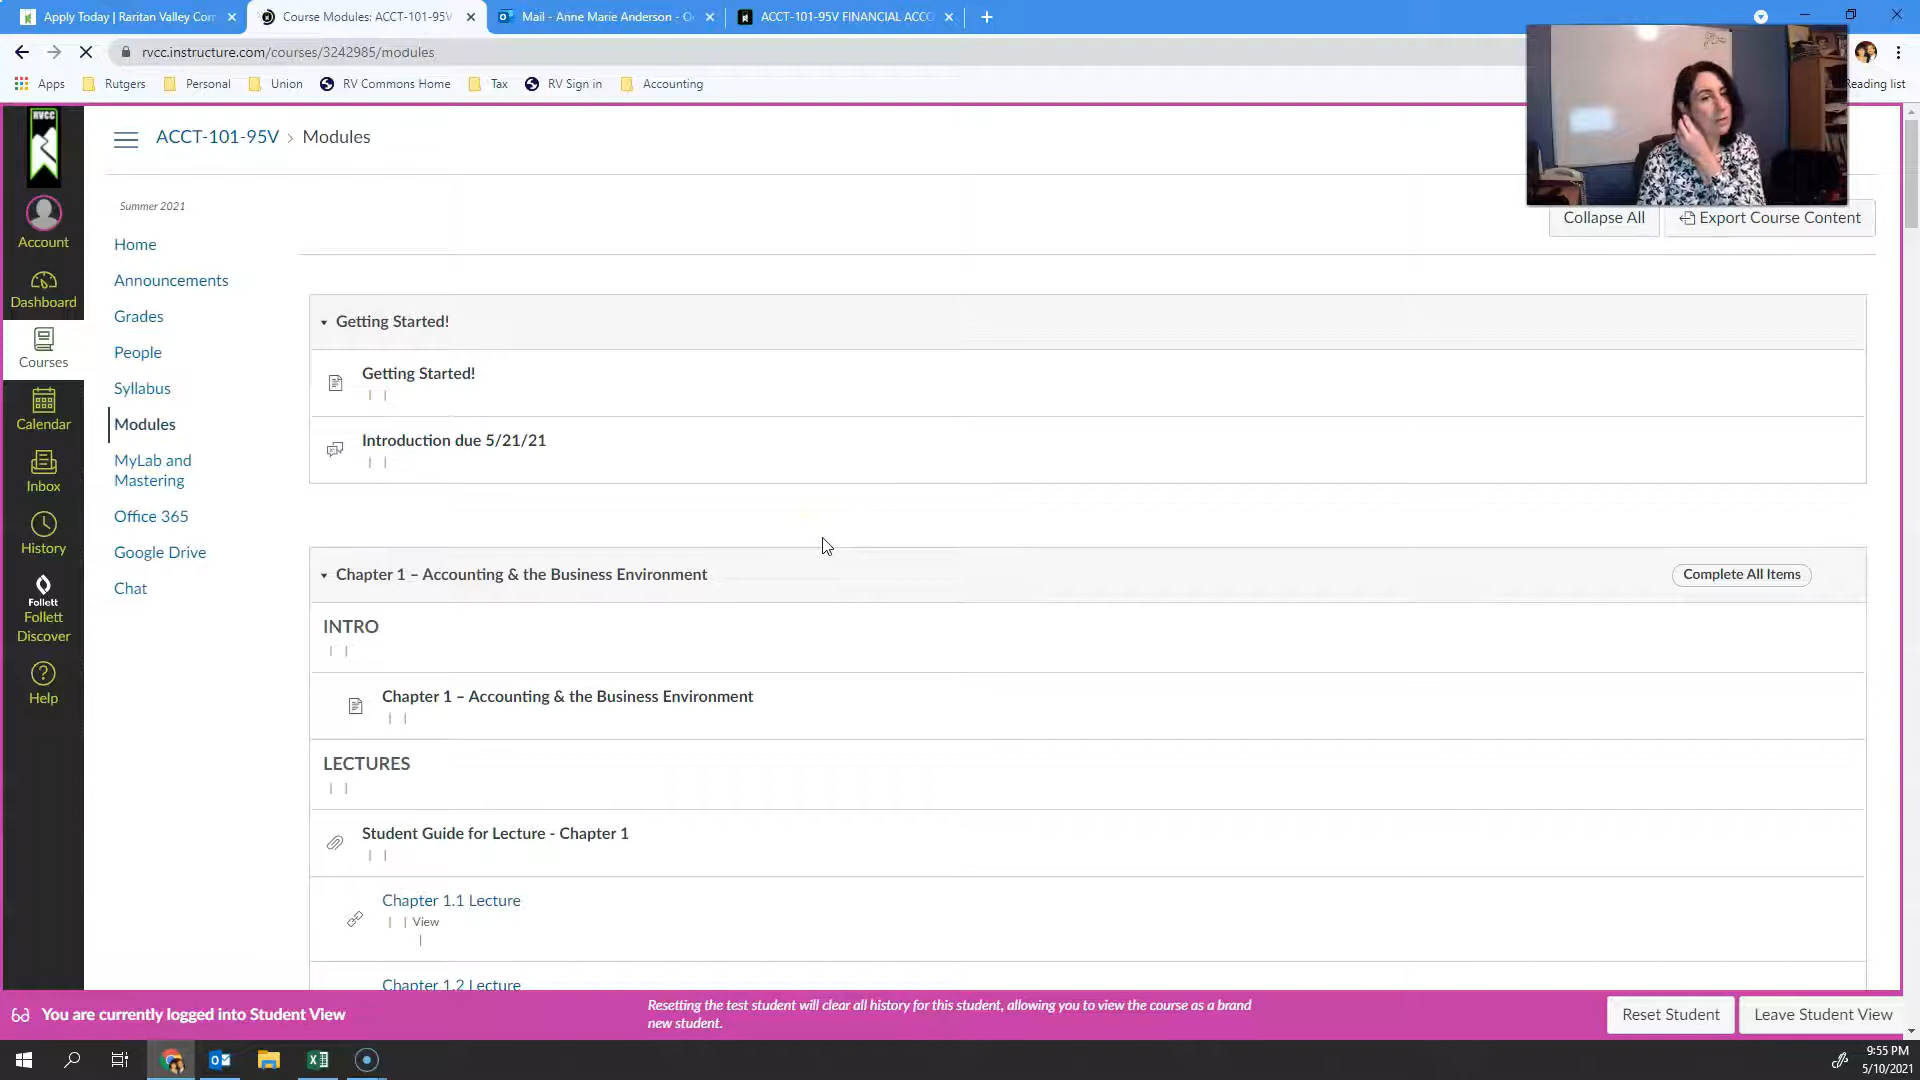 Apply Today | Raritan Valley Com
Course Modules: ACCT-101-95V
Mail - Anne Marie Anderson - O
ACCT-101-95V FINANCIAL ACCO
rvcc.instructure.com/courses/3242985/modules
Apps
Rutgers
Personal
Union
RV Commons Home
Tax
RV Sign in
Accounting
Reading list
RVCC
ACCT-101-95V > Modules
Summer 2021
Collapse All
Export Course Content
Account
Dashboard
Courses
Calendar
Inbox
History
Follett
Follett
Discover
Help
Home
Announcements
Grades
People
Syllabus
Modules
MyLab and
Mastering
Office 365
Google Drive
Chat
Getting Started!
Getting Started!
Introduction due 5/21/21
Chapter 1 – Accounting & the Business Environment
Complete All Items
INTRO
Chapter 1 – Accounting & the Business Environment
LECTURES
Student Guide for Lecture - Chapter 1
Chapter 1.1 Lecture
View
Chapter 1.2 Lecture
You are currently logged into Student View
Resetting the test student will clear all history for this student, allowing you to view the course as a brand
new student.
Reset Student
Leave Student View
9:55 PM
5/10/2021